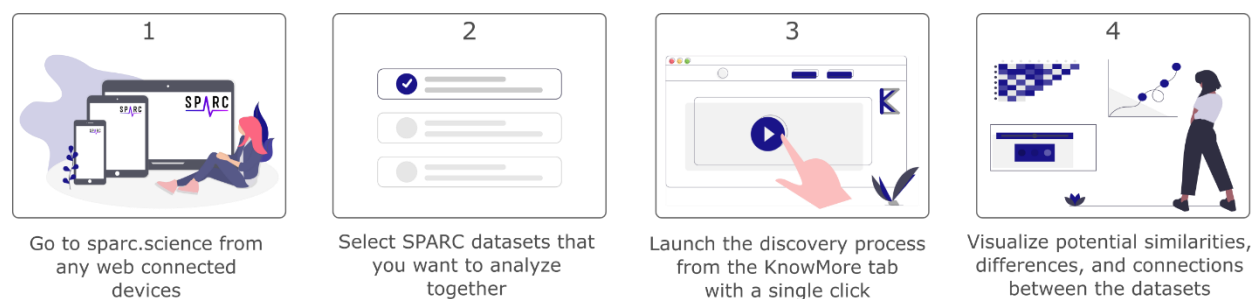 1
SPARC
SPARC
SPARC
Go to sparc.science from
any web connected
devices
2
Select SPARC datasets that
you want to analyze
together
3
K
Launch the discovery process
from the KnowMore tab
with a single click
4
Visualize potential similarities,
differences, and connections
between the datasets